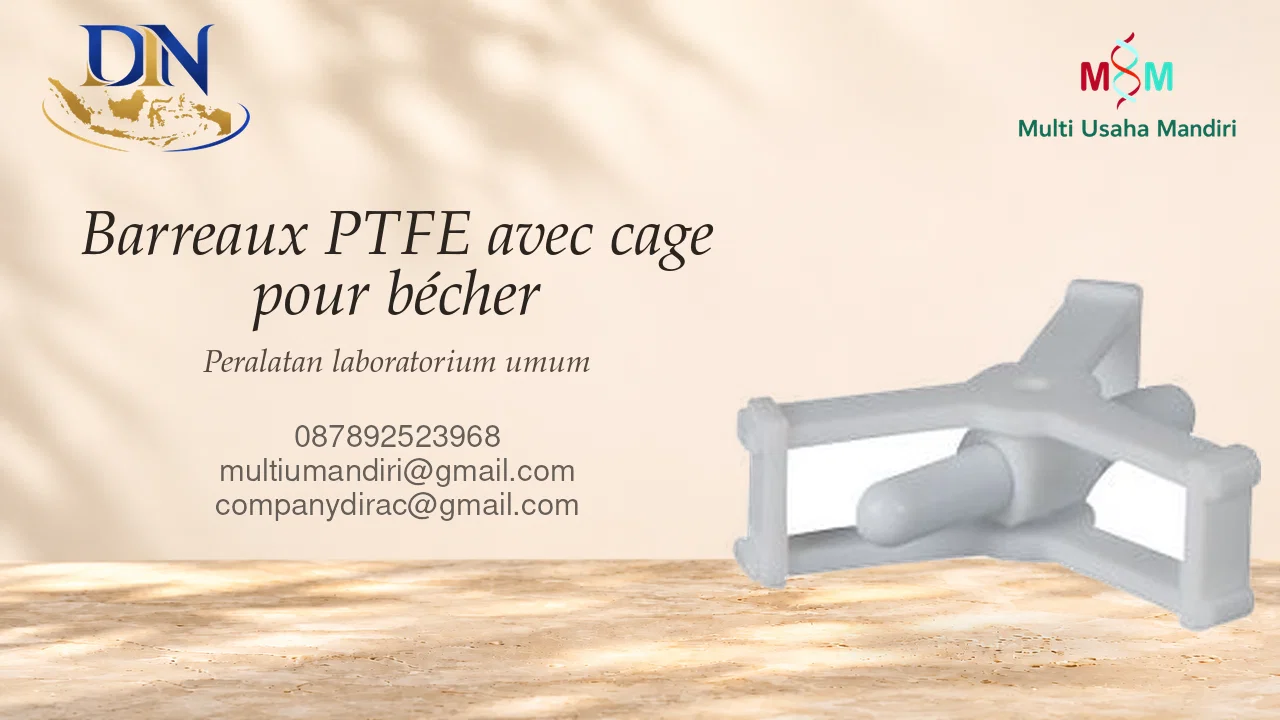 DN
M M
Multi Usaha Mandiri
Barreaux PTFE avec cage
pour bécher
Peralatan laboratorium umum
087892523968
multiumandiri@gmail.com
companydirac@gmail.com